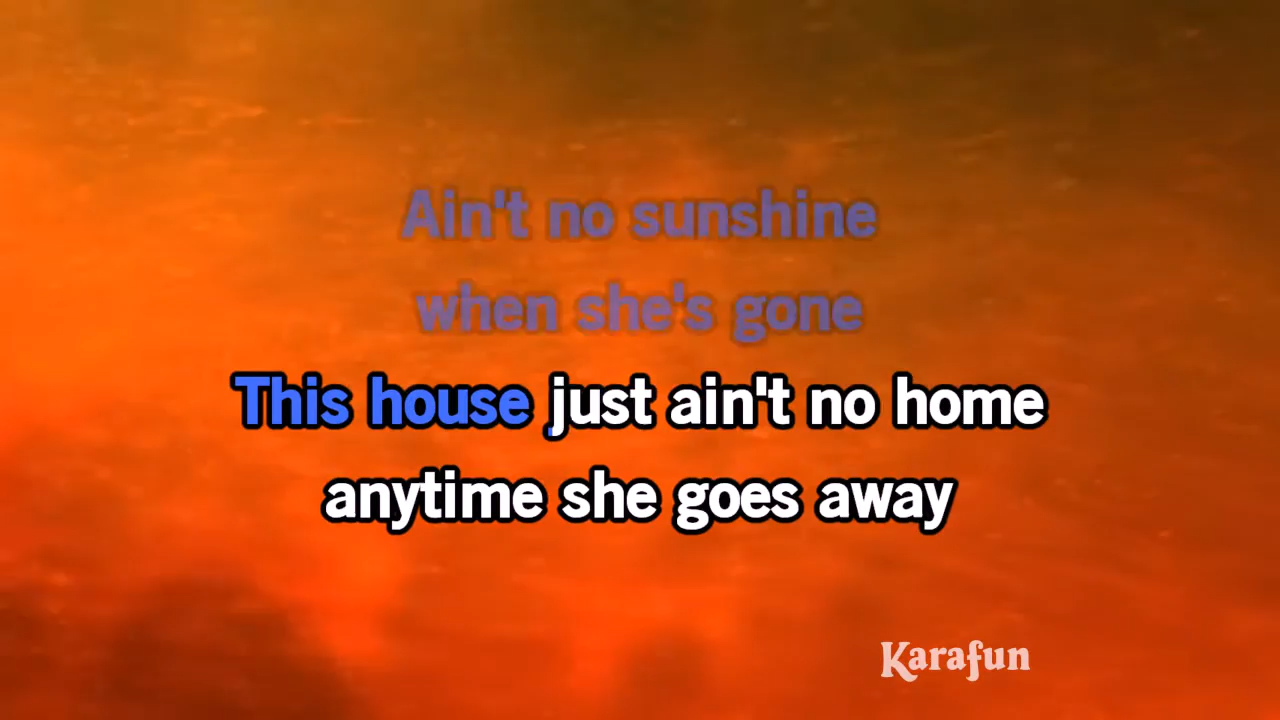 Ain't no sunshine
when she's gone
This house just ain't no home
anytime she goes away
Karafun